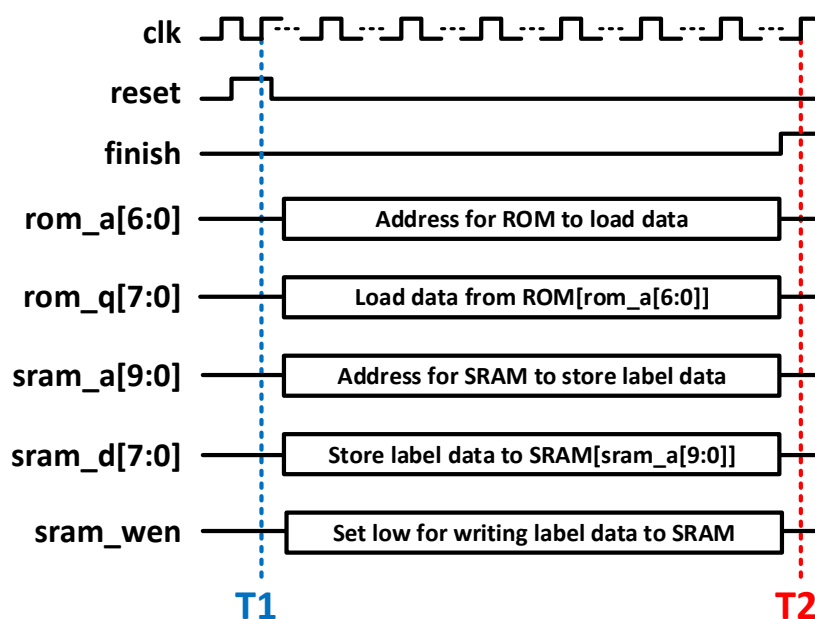 clk
reset
finish
rom_a[6:0] Address for ROM to load data
rom_q[7:0] Load data from ROM[rom_a[6:0]]
sram_a[9:0] Address for SRAM to store label data
sram_d[7:0] Store label data to SRAM[sram_a[9:0]]
sram_wen Set low for writing label data to SRAM
T1 T2